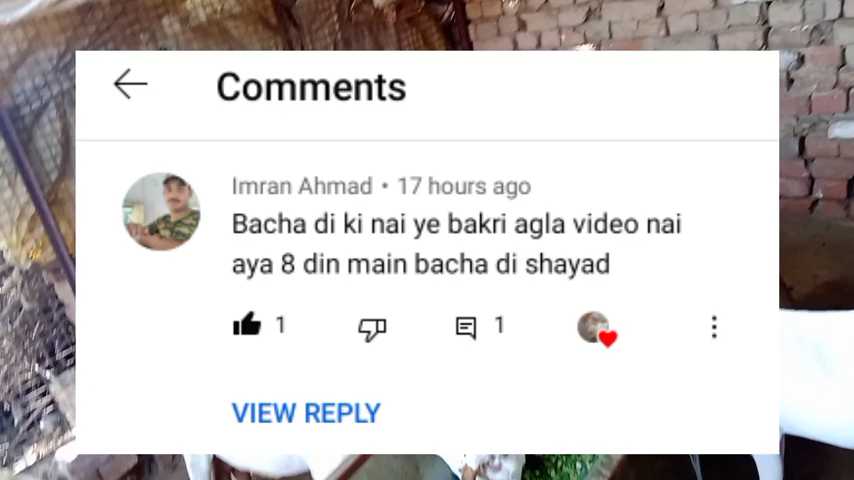 Comments
Imran Ahmad • 17 hours ago
Bacha di ki nai ye bakri agla video nai
aya 8 din main bacha di shayad
1
1
VIEW REPLY